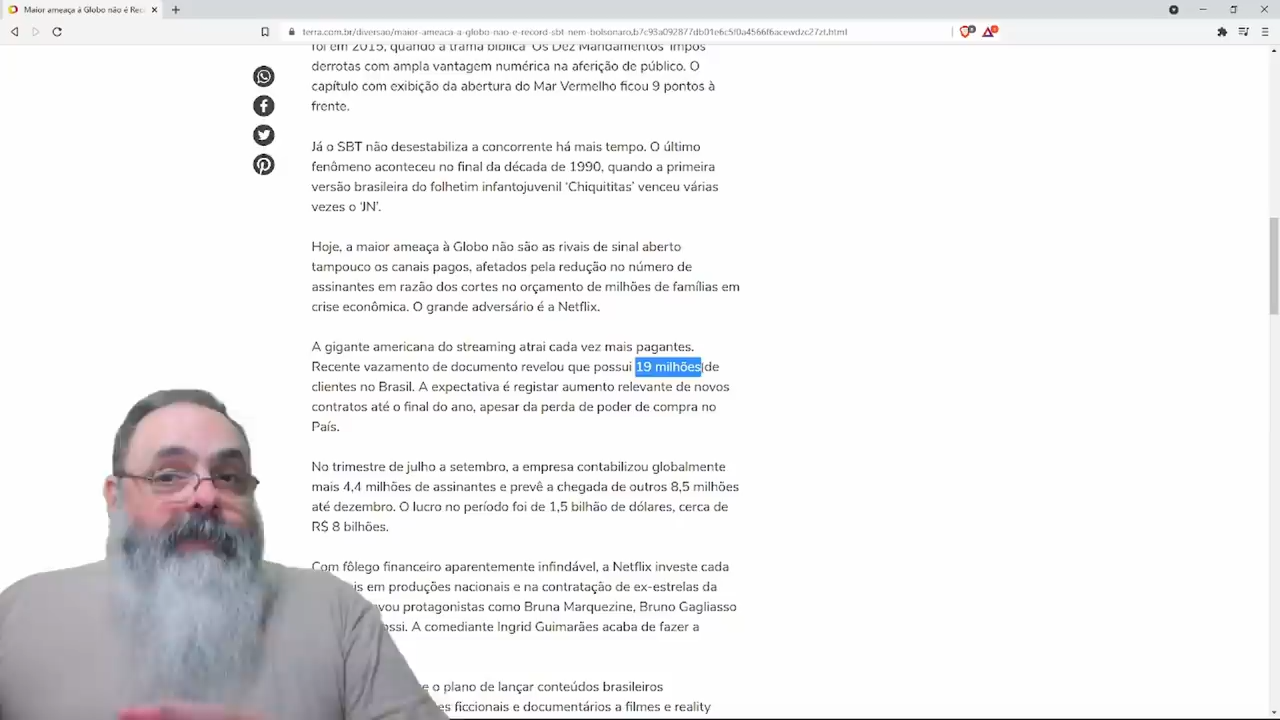 Maior ameaça à Globo não é Rec
terra.com.br/diversao/maior-ameaca-a-globo-nao-e-record-sbt-nem-bolsonaro
foi em 2015, quando a trama bíblica 'Os Dez Mandamentos' impôs
derrotas com ampla vantagem numérica na aferição de público. O
capítulo com exibição da abertura do Mar Vermelho ficou 9 pontos à
frente.
Já o SBT não desestabiliza a concorrente há mais tempo. O último
fenômeno aconteceu no final da década de 1990, quando a primeira
versão brasileira do folhetim infantojuvenil ‘Chiquititas’ venceu várias
vezes o ‘JN’.
Hoje, a maior ameaça à Globo não são as rivais de sinal aberto
tampouco os canais pagos, afetados pela redução no número de
assinantes em razão dos cortes no orçamento de milhões de famílias em
crise econômica. O grande adversário é a Netflix.
A gigante americana do streaming atrai cada vez mais pagantes.
Recente vazamento de documento revelou que possui 19 milhões de
clientes no Brasil. A expectativa é registar aumento relevante de novos
contratos até o final do ano, apesar da perda de poder de compra no
País.
No trimestre de julho a setembro, a empresa contabilizou globalmente
mais 4,4 milhões de assinantes e prevê a chegada de outros 8,5 milhões
até dezembro. O lucro no período foi de 1,5 bilhão de dólares, cerca de
R$ 8 bilhões.
Com fôlego financeiro aparentemente infindável, a Netflix investe cada
is em produções nacionais e na contratação de ex-estrelas da
vou protagonistas como Bruna Marquezine, Bruno Gagliasso
ssi. A comediante Ingrid Guimarães acaba de fazer a
e o plano de lançar conteúdos brasileiros
es ficcionais e documentários a filmes e reality